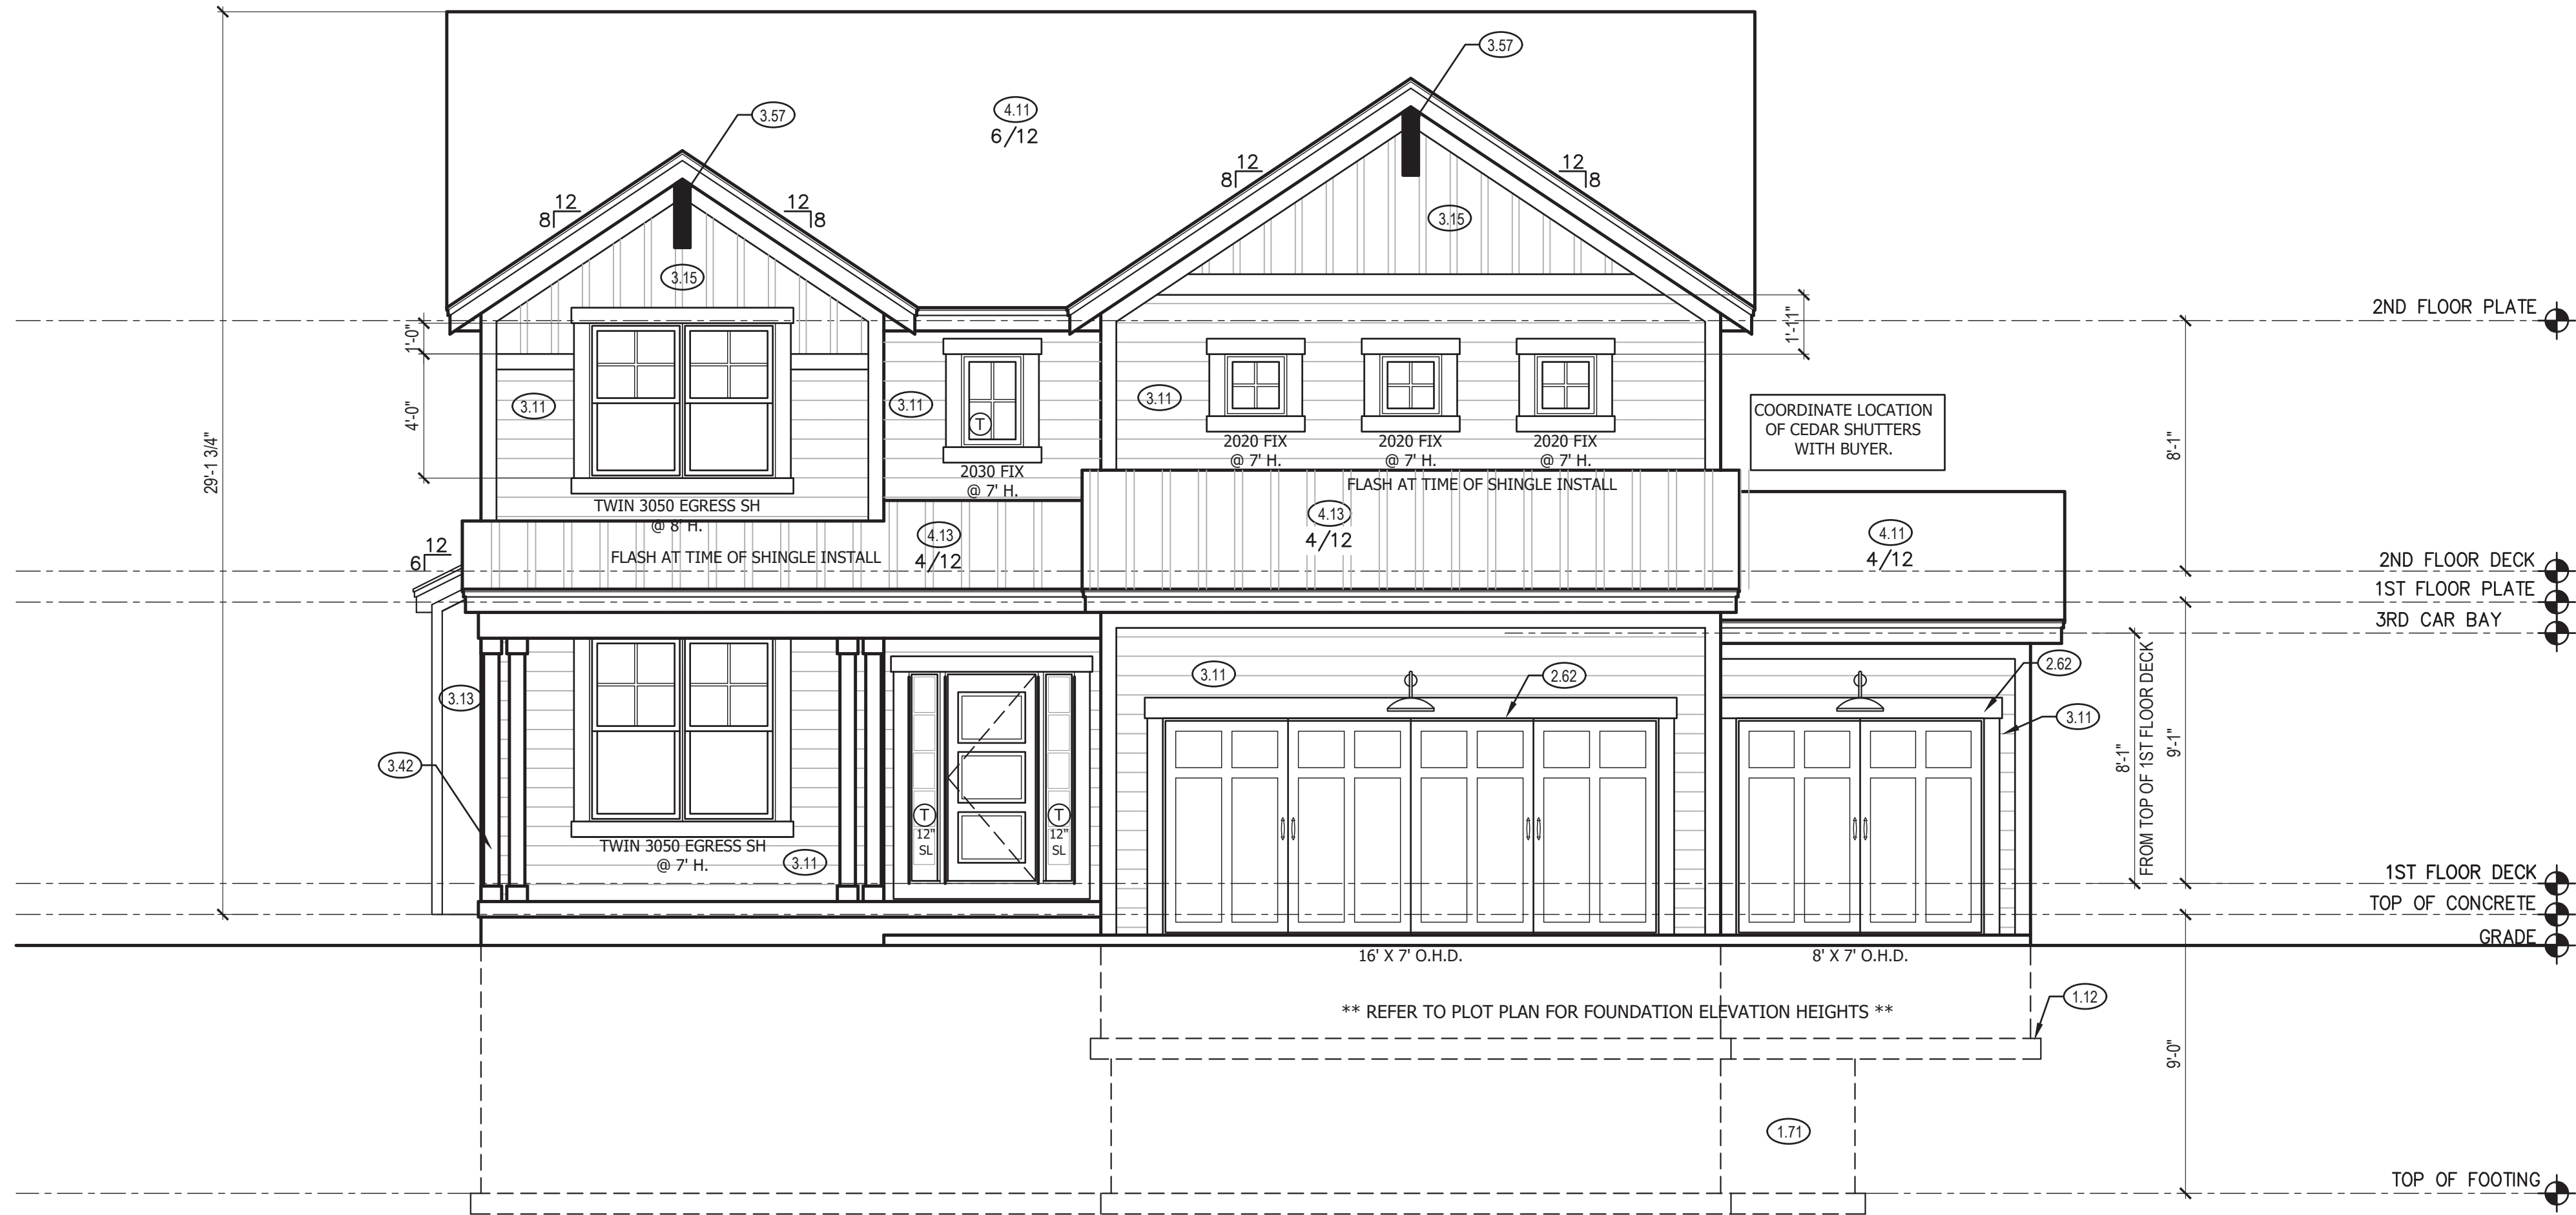 3.57
3.57
4.11
6/12
12
8
12
8
12
8
12
8
3.15
3.15
2ND FLOOR PLATE
1'-0"
1'-11"
3.11
3.11
3.11
T
4'-0"
COORDINATE LOCATION
OF CEDAR SHUTTERS
WITH BUYER.
29'-1 3/4"
8'-1"
2020 FIX
@ 7' H.
2020 FIX
@ 7' H.
2020 FIX
@ 7' H.
2030 FIX
@ 7' H.
FLASH AT TIME OF SHINGLE INSTALL
TWIN 3050 EGRESS SH
@ 8' H.
4.13
4/12
4.13
4/12
4.11
4/12
12
6
FLASH AT TIME OF SHINGLE INSTALL
2ND FLOOR DECK
1ST FLOOR PLATE
3RD CAR BAY
3.13
3.11
2.62
2.62
3.11
3.42
8'-1"
FROM TOP OF 1ST FLOOR DECK
9'-1"
T
12"
SL
T
12"
SL
TWIN 3050 EGRESS SH
@ 7' H.
3.11
1ST FLOOR DECK
TOP OF CONCRETE
GRADE
16' X 7' O.H.D.
8' X 7' O.H.D.
** REFER TO PLOT PLAN FOR FOUNDATION ELEVATION HEIGHTS **
1.12
9'-0"
1.71
TOP OF FOOTING